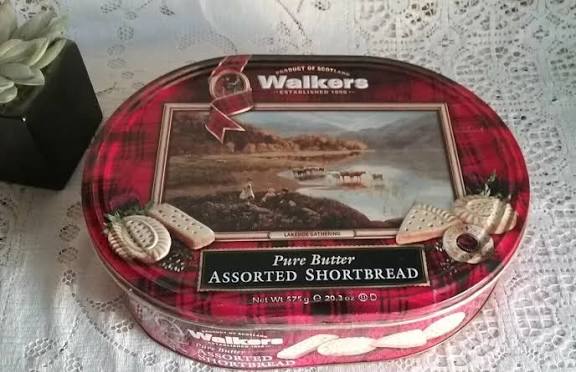 PRODUCT OF SCOTLAND
Walkers
ESTABLISHED 1898
LAKESIDE GATHERING
Pure Butter
ASSORTED SHORTBREAD
Net Wt 575g ℮ 20.3 oz Ⓤ D
Walkers
Pure Butter
ASSORTED
SHORTBREAD